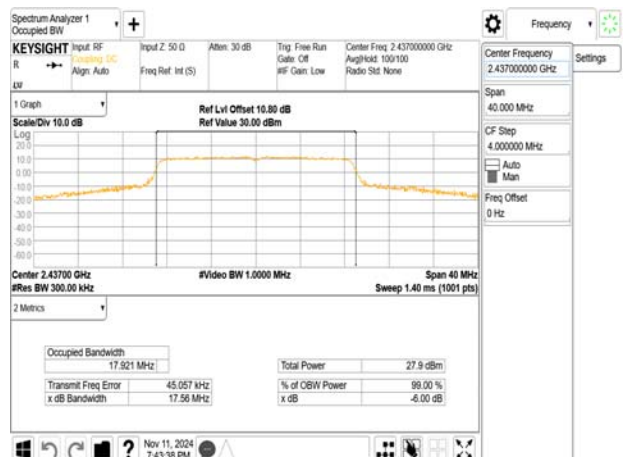 Spectrum Analyzer 1
Occupied BW
Frequency
KEYSIGHT Input: RF
Coupling: DC
Align: Auto
R
Input Z: 50 Ω
Freq Ref: Int (S)
Atten: 30 dB
Trig: Free Run
Gate: Off
#IF Gain: Low
Center Freq: 2.437000000 GHz
Avg|Hold: 100/100
Radio Std: None
Center Frequency
2.437000000 GHz
Settings
Span
40.000 MHz
CF Step
4.000000 MHz
Auto
Man
Freq Offset
0 Hz
1 Graph
Scale/Div 10.0 dB
Ref Lvl Offset 10.80 dB
Ref Value 30.00 dBm
Log
20.0
10.0
0.00
-10.0
-20.0
-30.0
-40.0
-50.0
-60.0
Center 2.43700 GHz
#Res BW 300.00 kHz
#Video BW 1.0000 MHz
Span 40 MHz
Sweep 1.40 ms (1001 pts)
2 Metrics
Occupied Bandwidth
17.921 MHz
Total Power 27.9 dBm
Transmit Freq Error 45.057 kHz
% of OBW Power 99.00 %
x dB Bandwidth 17.56 MHz
x dB -6.00 dB
?
Nov 11, 2024
7:43:38 PM